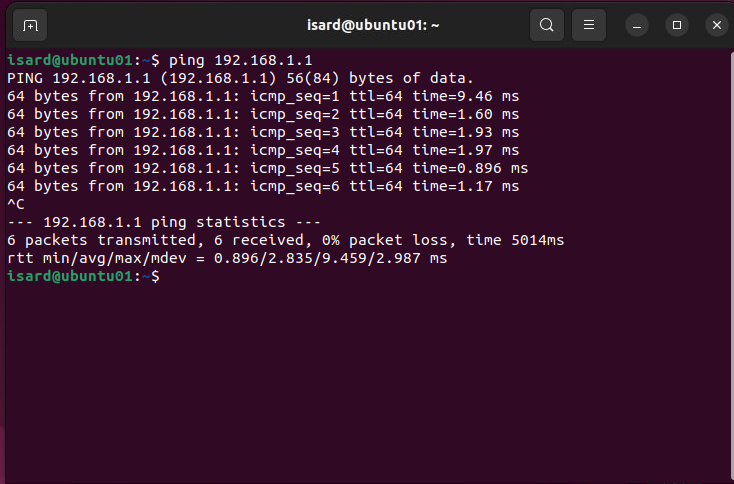 isard@ubuntu01: ~
isard@ubuntu01:~$ ping 192.168.1.1
PING 192.168.1.1 (192.168.1.1) 56(84) bytes of data.
64 bytes from 192.168.1.1: icmp_seq=1 ttl=64 time=9.46 ms
64 bytes from 192.168.1.1: icmp_seq=2 ttl=64 time=1.60 ms
64 bytes from 192.168.1.1: icmp_seq=3 ttl=64 time=1.93 ms
64 bytes from 192.168.1.1: icmp_seq=4 ttl=64 time=1.97 ms
64 bytes from 192.168.1.1: icmp_seq=5 ttl=64 time=0.896 ms
64 bytes from 192.168.1.1: icmp_seq=6 ttl=64 time=1.17 ms
^C
--- 192.168.1.1 ping statistics ---
6 packets transmitted, 6 received, 0% packet loss, time 5014ms
rtt min/avg/max/mdev = 0.896/2.835/9.459/2.987 ms
isard@ubuntu01:~$